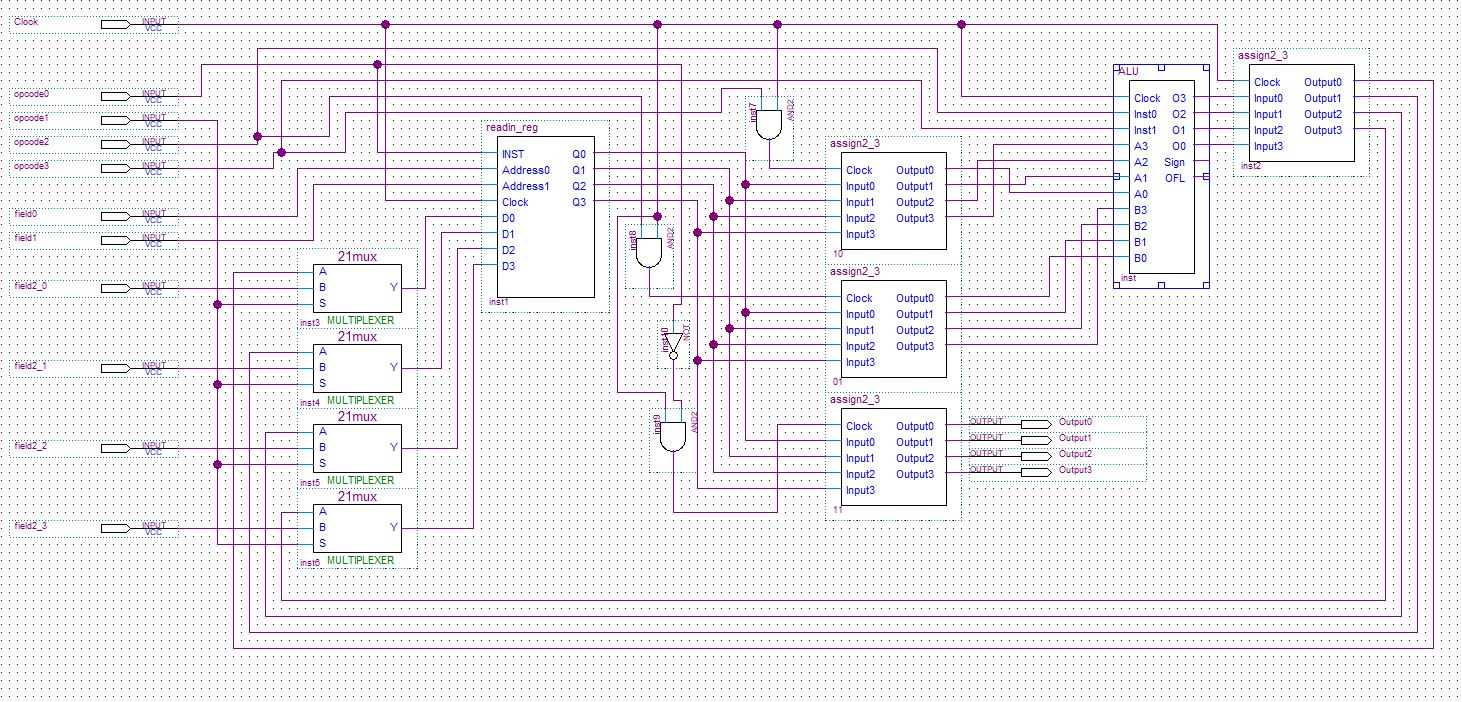 Clock INPUT VCC
opcode0 INPUT VCC
opcode1 INPUT VCC
opcode2 INPUT VCC
opcode3 INPUT VCC
field0 INPUT VCC
field1 INPUT VCC
field2_0 INPUT VCC
field2_1 INPUT VCC
field2_2 INPUT VCC
field2_3 INPUT VCC
21mux
A
B Y
S
inst3 MULTIPLEXER
21mux
A
B Y
S
inst4 MULTIPLEXER
21mux
A
B Y
S
inst5 MULTIPLEXER
21mux
A
B Y
S
inst6 MULTIPLEXER
readin_reg
INST Q0
Address0 Q1
Address1 Q2
Clock Q3
D0
D1
D2
D3
inst1
inst7 AND2
inst8 AND2
inst10 NOT
inst9 AND2
assign2_3
Clock Output0
Input0 Output1
Input1 Output2
Input2 Output3
Input3
10
assign2_3
Clock Output0
Input0 Output1
Input1 Output2
Input2 Output3
Input3
01
assign2_3
Clock Output0
Input0 Output1
Input1 Output2
Input2 Output3
Input3
11
OUTPUT Output0
OUTPUT Output1
OUTPUT Output2
OUTPUT Output3
ALU
Clock O3
Inst0 O2
Inst1 O1
A3 O0
A2 Sign
A1 OFL
A0
B3
B2
B1
B0
inst
assign2_3
Clock Output0
Input0 Output1
Input1 Output2
Input2 Output3
Input3
inst2